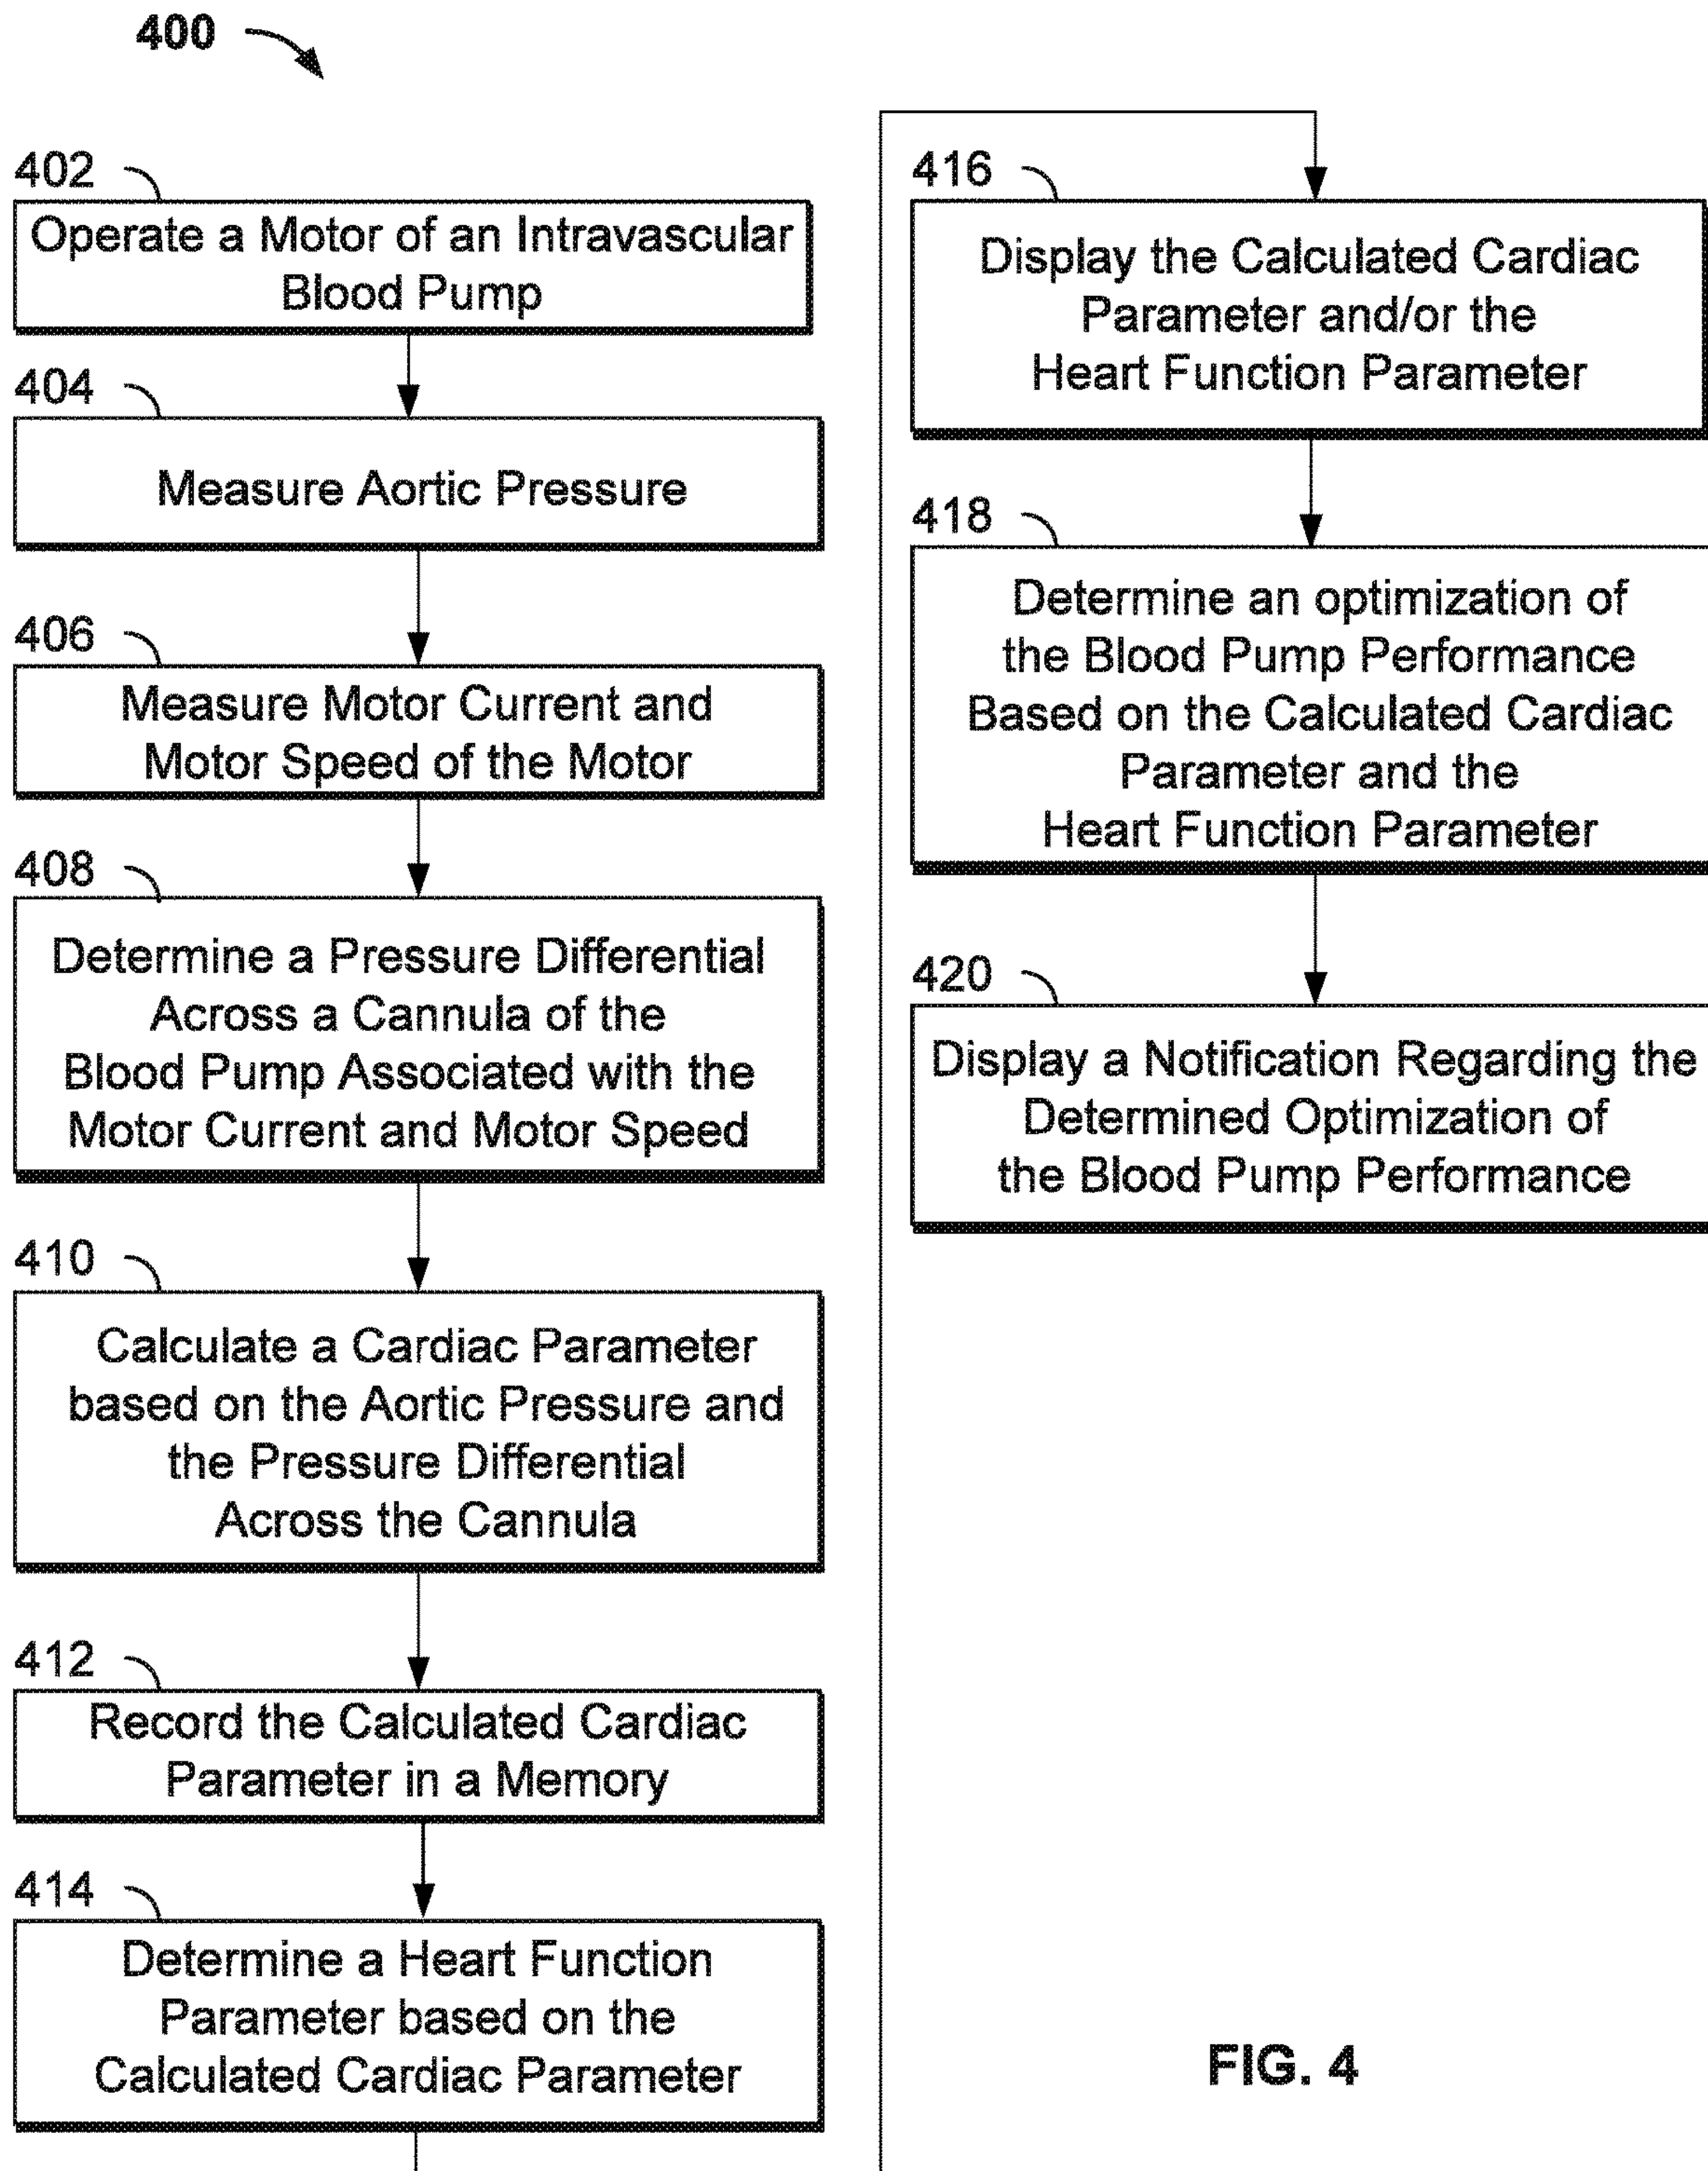 400
402
Operate a Motor of an Intravascular
Blood Pump
404
Measure Aortic Pressure
406
Measure Motor Current and
Motor Speed of the Motor
408
Determine a Pressure Differential
Across a Cannula of the
Blood Pump Associated with the
Motor Current and Motor Speed
410
Calculate a Cardiac Parameter
based on the Aortic Pressure and
the Pressure Differential
Across the Cannula
412
Record the Calculated Cardiac
Parameter in a Memory
414
Determine a Heart Function
Parameter based on the
Calculated Cardiac Parameter
416
Display the Calculated Cardiac
Parameter and/or the
Heart Function Parameter
418
Determine an optimization of
the Blood Pump Performance
Based on the Calculated Cardiac
Parameter and the
Heart Function Parameter
420
Display a Notification Regarding the
Determined Optimization of
the Blood Pump Performance
FIG. 4